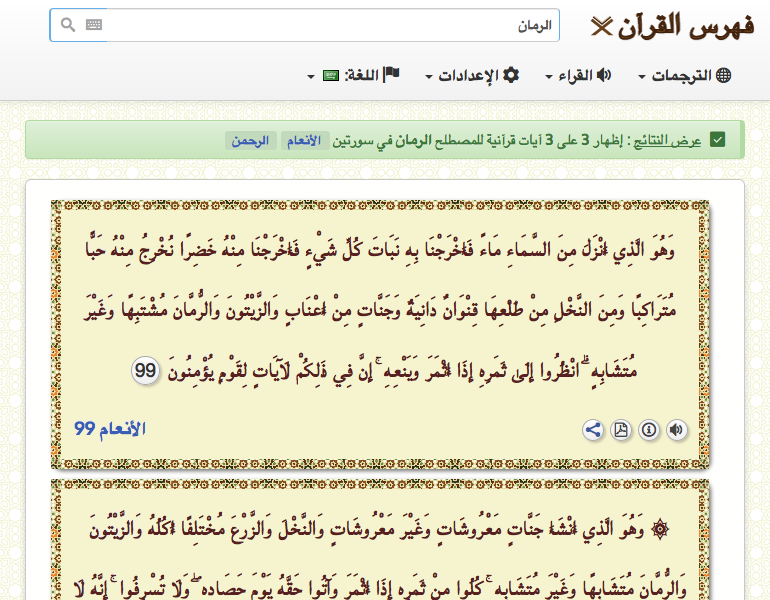 فهرس القرآن
الرمان
الترجمات
القراء
الإعدادات
اللغة:
عرض النتائج : إظهار 3 على 3 آيات قرآنية للمصطلح الرمان في سورتين الأنعام الرحمن
وَهُوَ الَّذِي أَنْزَلَ مِنَ السَّمَاءِ مَاءً فَأَخْرَجْنَا بِهِ نَبَاتَ كُلِّ شَيْءٍ فَأَخْرَجْنَا مِنْهُ خَضِرًا نُخْرِجُ مِنْهُ حَبًّا
مُتَرَاكِبًا وَمِنَ النَّخْلِ مِنْ طَلْعِهَا قِنْوَانٌ دَانِيَةٌ وَجَنَّاتٍ مِنْ أَعْنَابٍ وَالزَّيْتُونَ وَالرُّمَّانَ مُشْتَبِهًا وَغَيْرَ
مُتَشَابِهٍ ۗ انْظُرُوا إِلَىٰ ثَمَرِهِ إِذَا أَثْمَرَ وَيَنْعِهِ ۚ إِنَّ فِي ذَٰلِكُمْ لَآيَاتٍ لِقَوْمٍ يُؤْمِنُونَ 99
الأنعام 99
۞ وَهُوَ الَّذِي أَنْشَأَ جَنَّاتٍ مَعْرُوشَاتٍ وَغَيْرَ مَعْرُوشَاتٍ وَالنَّخْلَ وَالزَّرْعَ مُخْتَلِفًا أُكُلُهُ وَالزَّيْتُونَ
وَالرُّمَّانَ مُتَشَابِهًا وَغَيْرَ مُتَشَابِهٍ ۚ كُلُوا مِنْ ثَمَرِهِ إِذَا أَثْمَرَ وَآتُوا حَقَّهُ يَوْمَ حَصَادِهِ ۖ وَلَا تُسْرِفُوا ۚ إِنَّهُ لَا